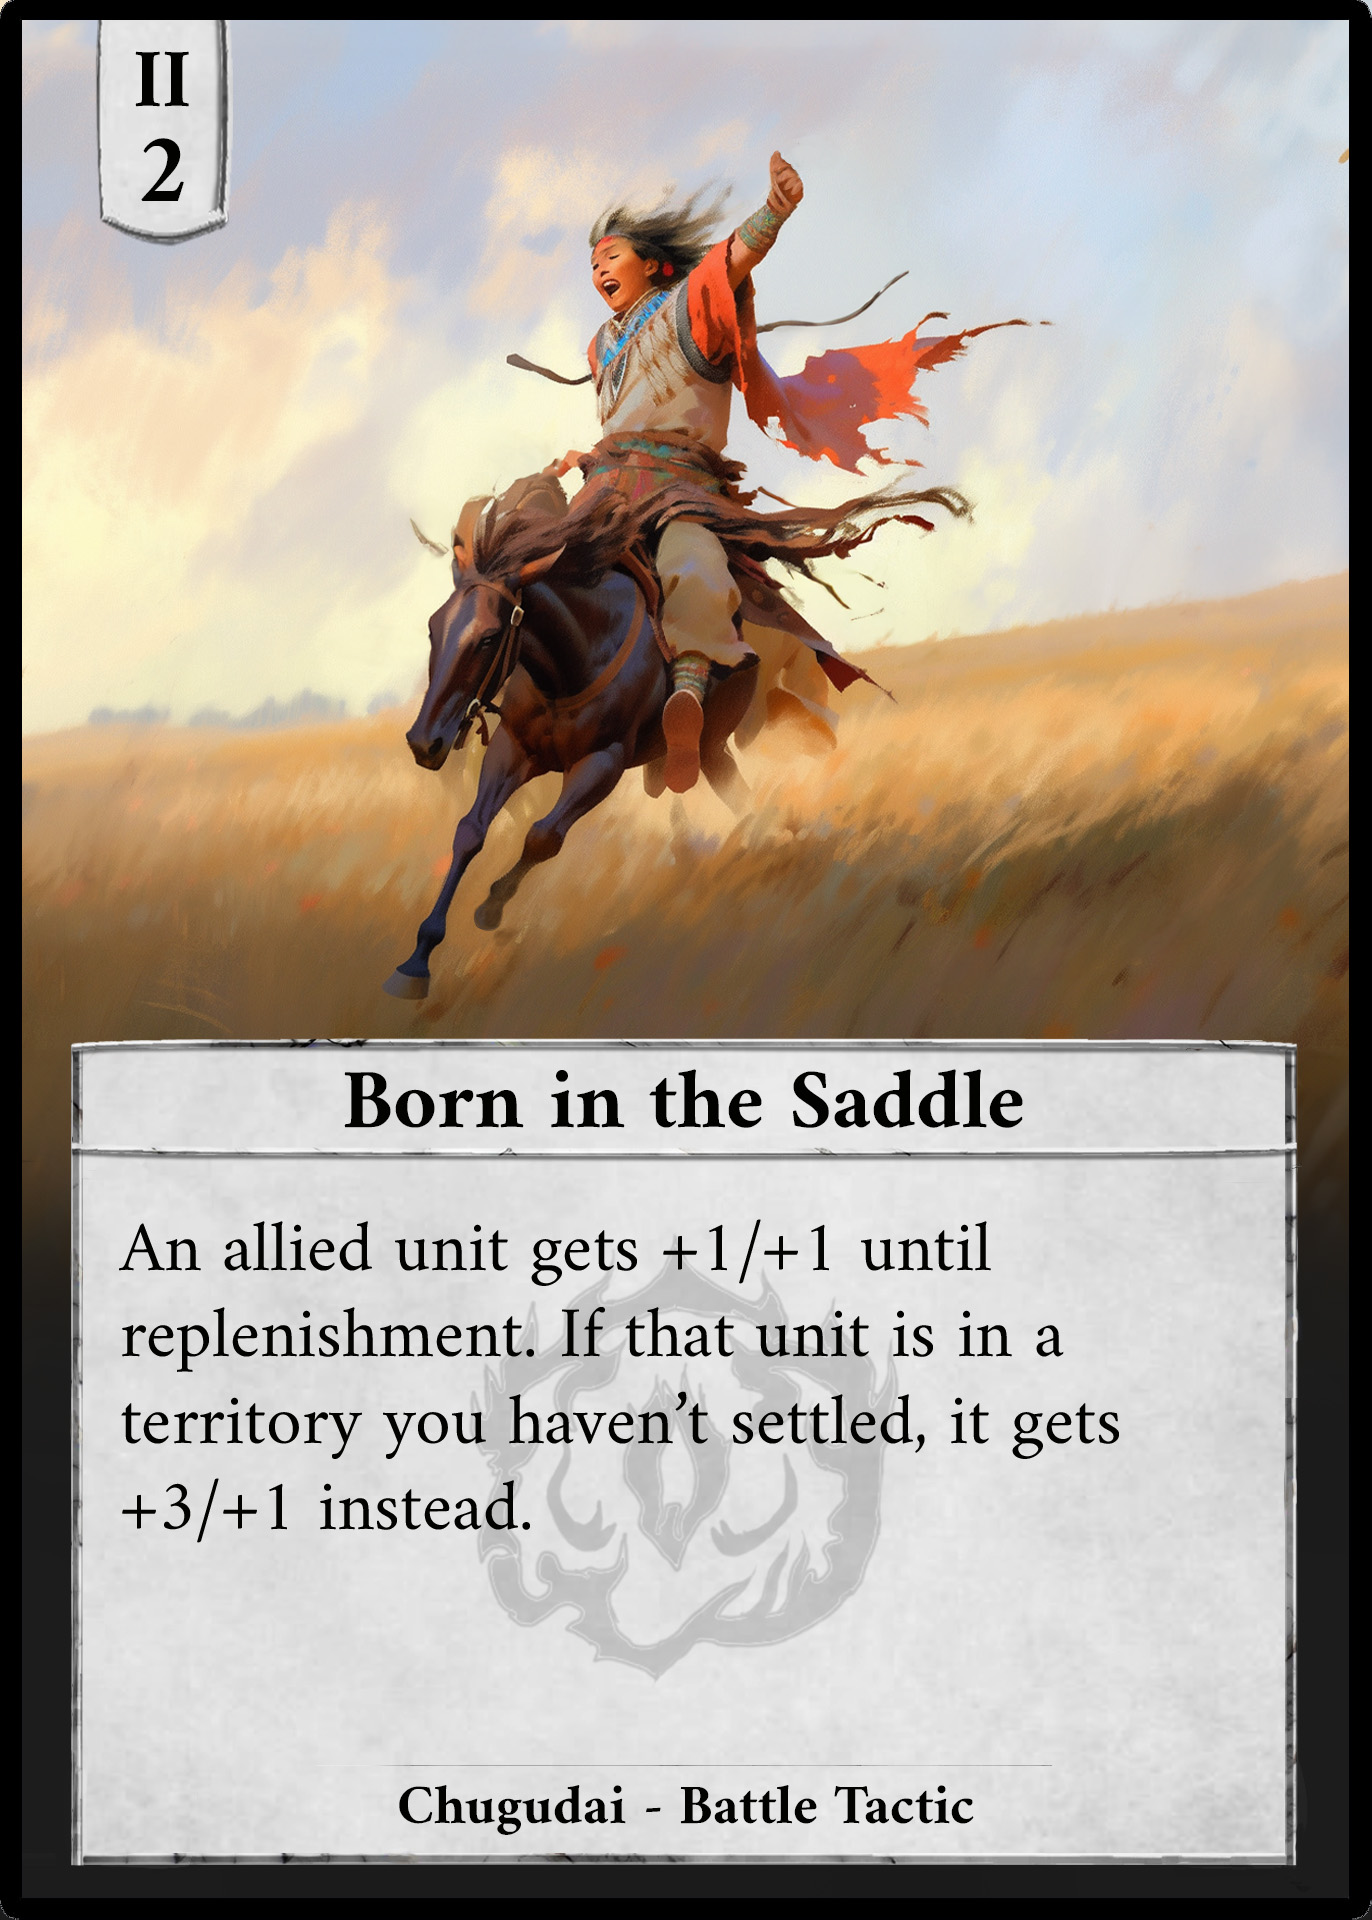 II
2
Born in the Saddle
An allied unit gets +1/+1 until
replenishment. If that unit is in a
territory you haven’t settled, it gets
+3/+1 instead.
Chugudai - Battle Tactic